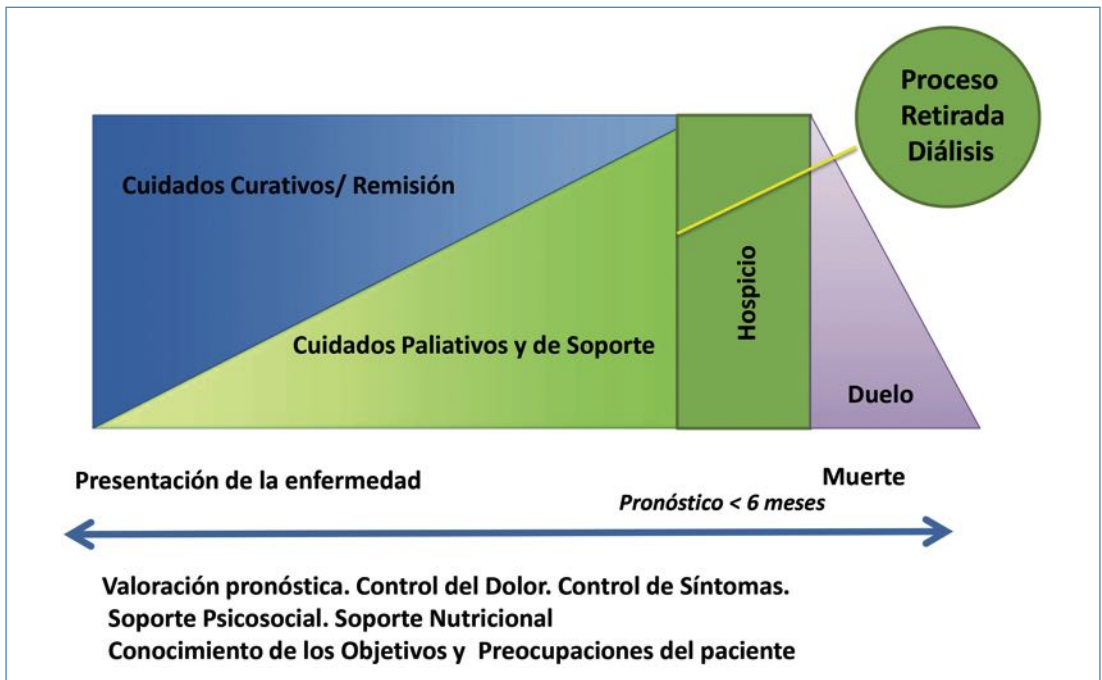 Proceso
Retirada
Diálisis
Cuidados Curativos/ Remisión
Cuidados Paliativos y de Soporte
Hospicio
Duelo
Presentación de la enfermedad
Muerte
Pronóstico < 6 meses
Valoración pronóstica. Control del Dolor. Control de Síntomas.
Soporte Psicosocial. Soporte Nutricional
Conocimiento de los Objetivos y Preocupaciones del paciente